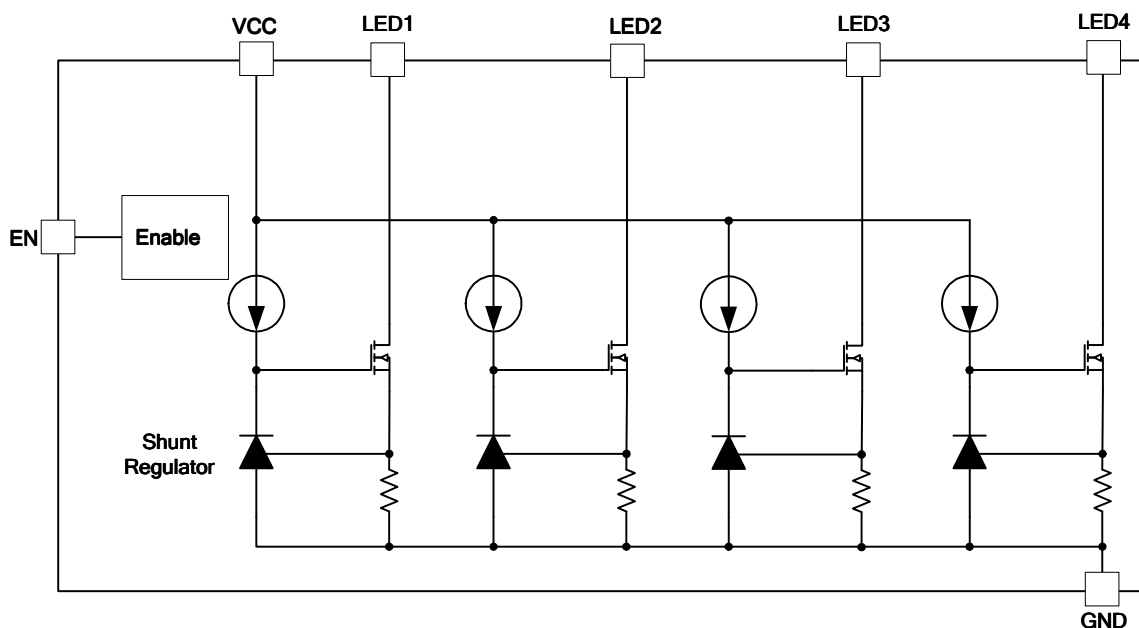 VCC
LED1
LED2
LED3
LED4
EN
Enable
Shunt
Regulator
GND